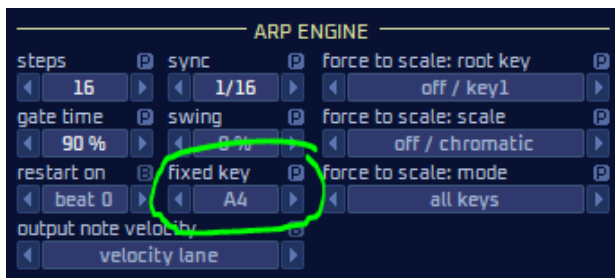 ARP ENGINE
steps P sync P force to scale: root key P
16 1/16 off / key1
gate time P swing P force to scale: scale P
90 % 0 % off / chromatic
restart on B fixed key P force to scale: mode P
beat 0 A4 all keys
output note velocity B
velocity lane